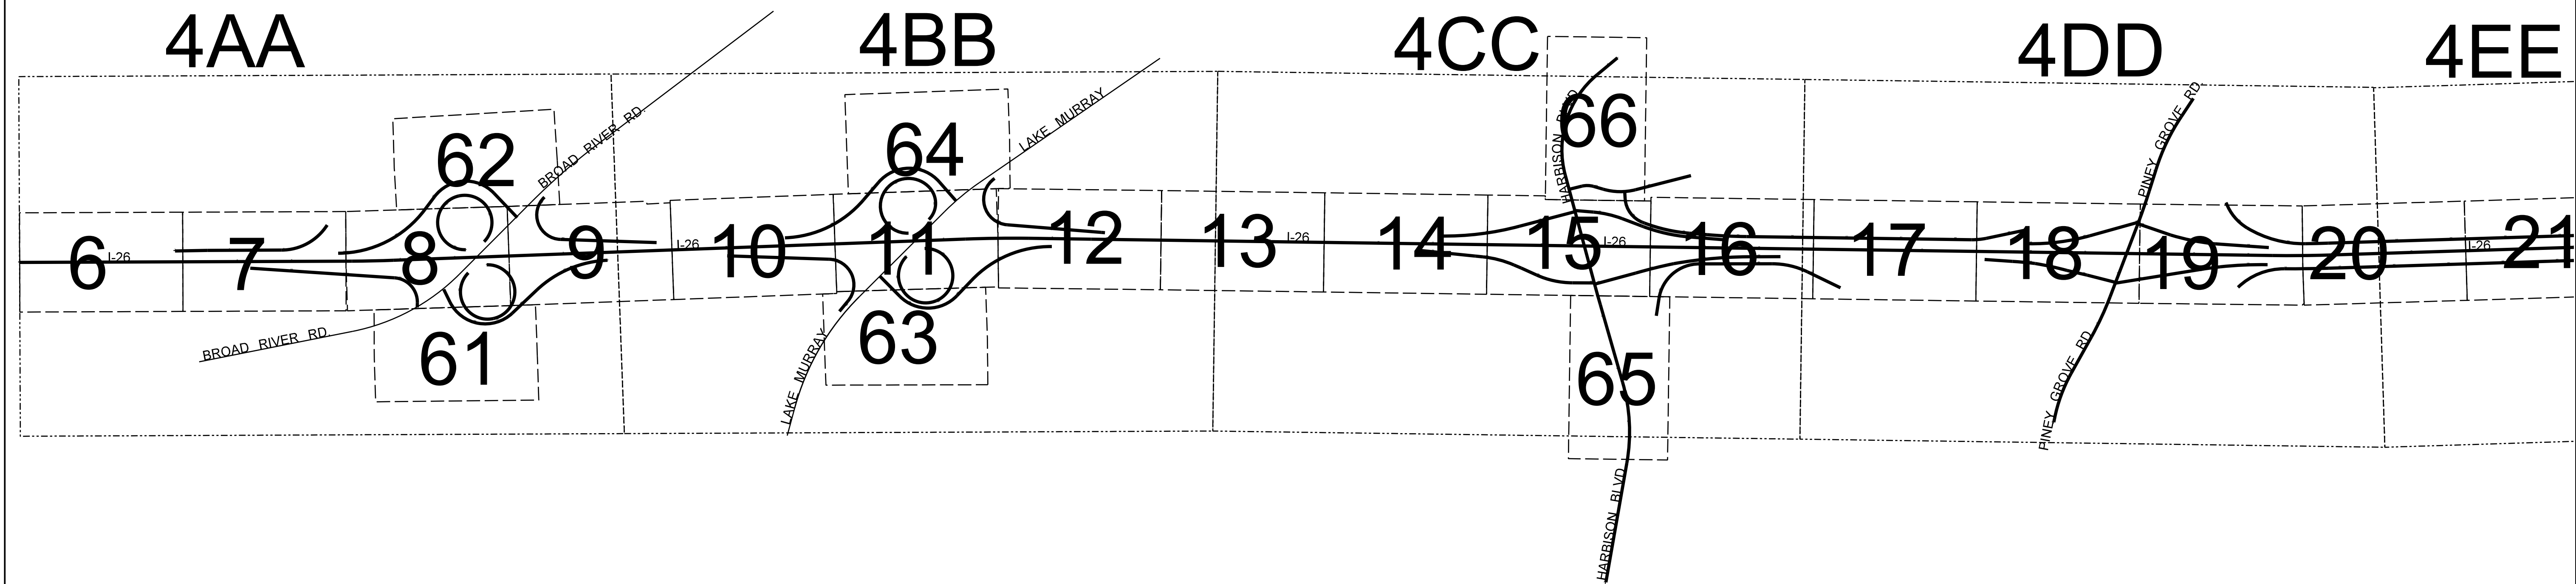 4AA
4BB
4CC
4DD
4EE
62
BROAD RIVER RD.
64
LAKE MURRAY
HARBISON BLVD
66
PINEY GROVE RD.
6
I-26
7
8
9
I-26
10
11
12
13
I-26
14
15
I-26
16
17
18
19
20
I-26
21
BROAD RIVER RD.
61
LAKE MURRAY
63
65
PINEY GROVE RD.
HARBISON BLVD